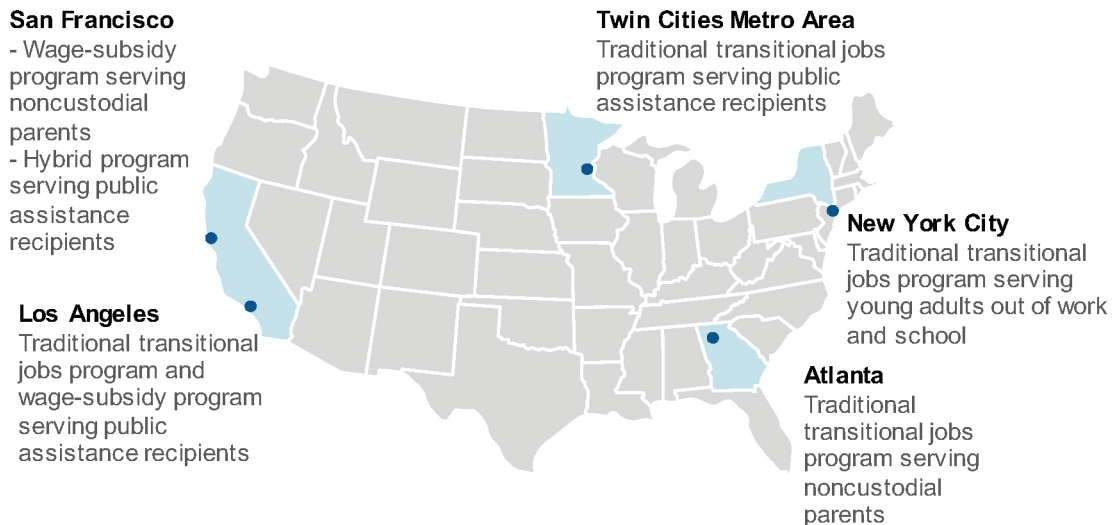 San Francisco
- Wage-subsidy
program serving
noncustodial
parents
- Hybrid program
serving public
assistance
recipients
Twin Cities Metro Area
Traditional transitional jobs
program serving public
assistance recipients
New York City
Traditional transitional
jobs program serving
young adults out of work
and school
Los Angeles
Traditional transitional
jobs program and
wage-subsidy program
serving public
assistance recipients
Atlanta
Traditional
transitional jobs
program serving
noncustodial
parents